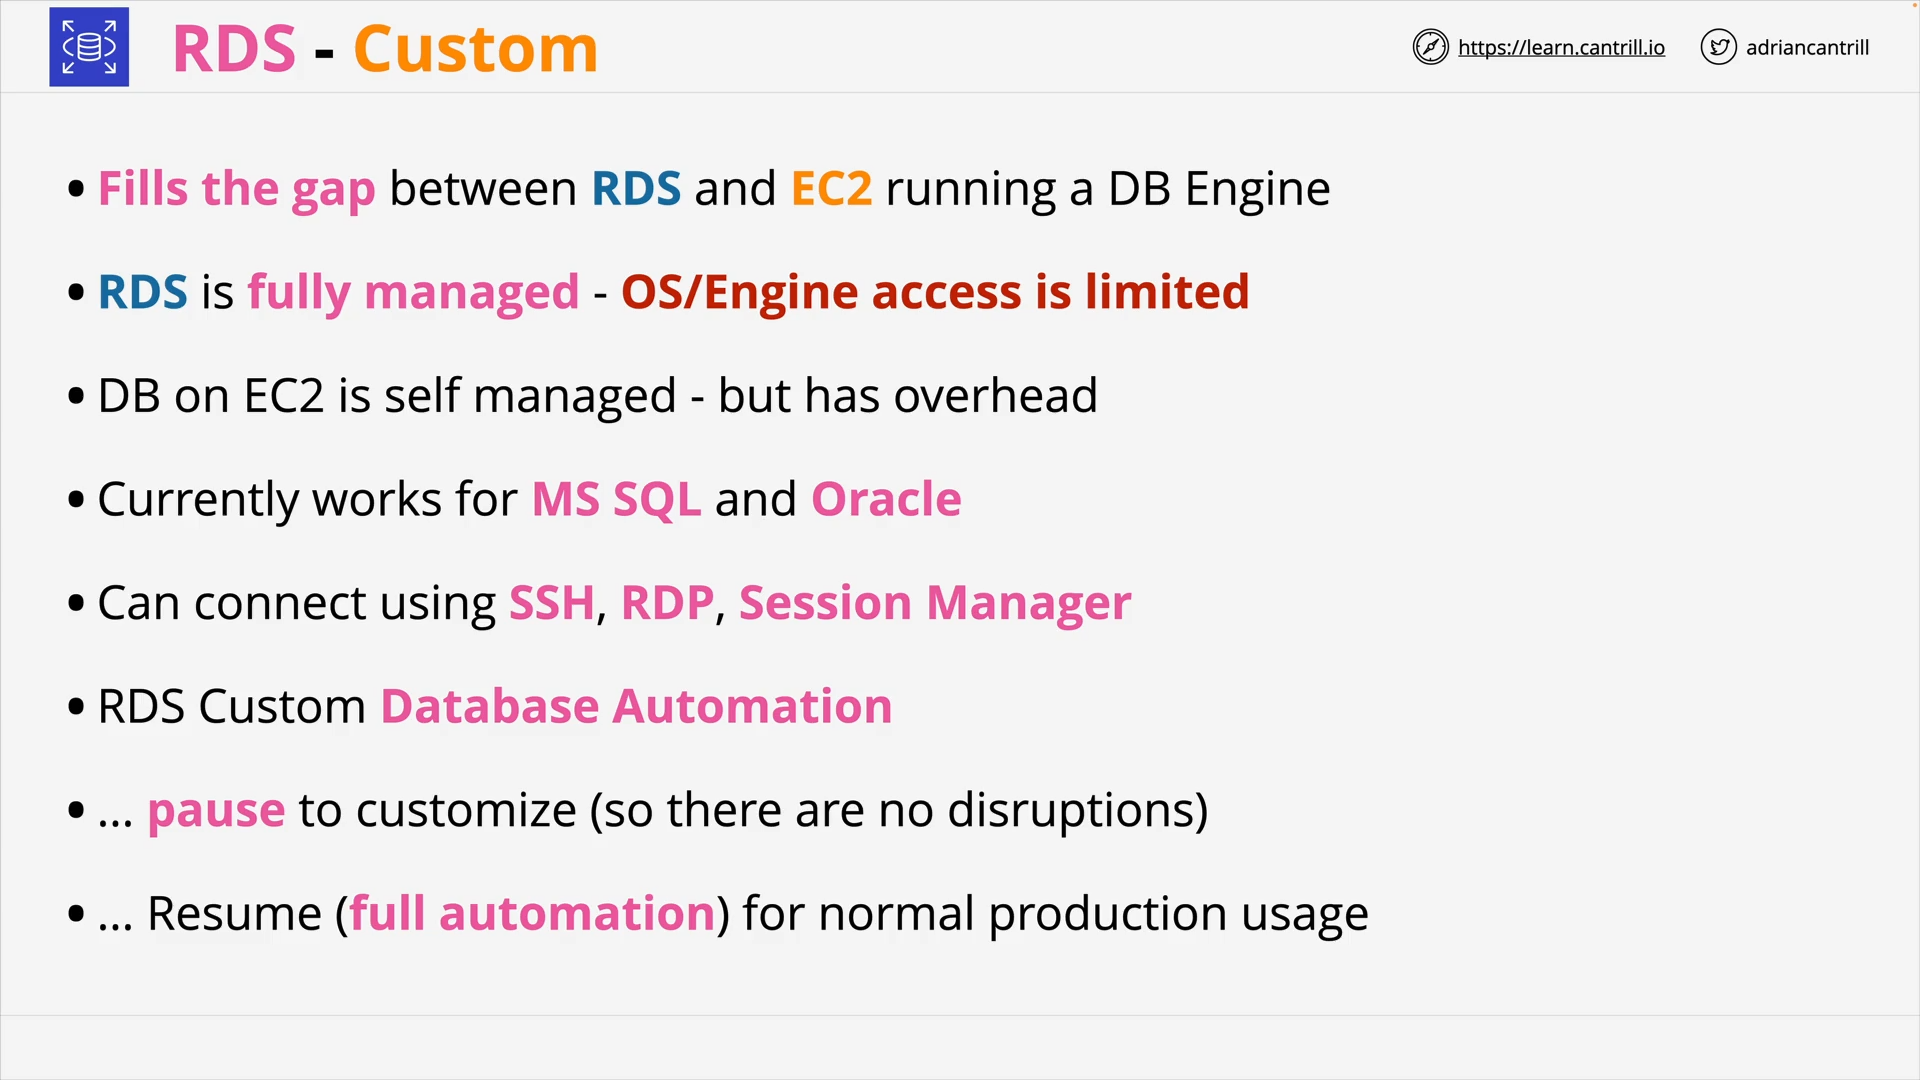 RDS - Custom
https://learn.cantrill.io
adriancantrill
• Fills the gap between RDS and EC2 running a DB Engine
• RDS is fully managed - OS/Engine access is limited
• DB on EC2 is self managed - but has overhead
• Currently works for MS SQL and Oracle
• Can connect using SSH, RDP, Session Manager
• RDS Custom Database Automation
• ... pause to customize (so there are no disruptions)
• ... Resume (full automation) for normal production usage